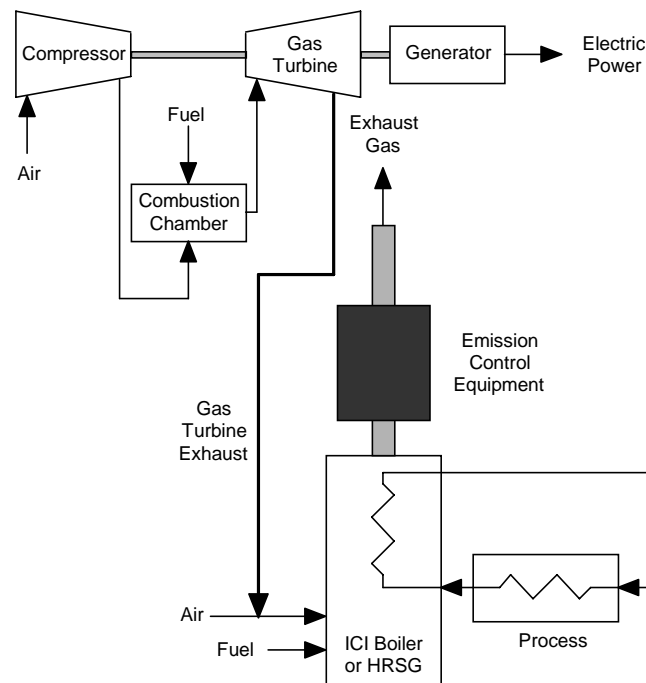 Compressor
Gas
Turbine
Generator
Electric
Power
Air
Fuel
Combustion
Chamber
Exhaust
Gas
Emission
Control
Equipment
Gas
Turbine
Exhaust
Air
Fuel
ICI Boiler
or HRSG
Process